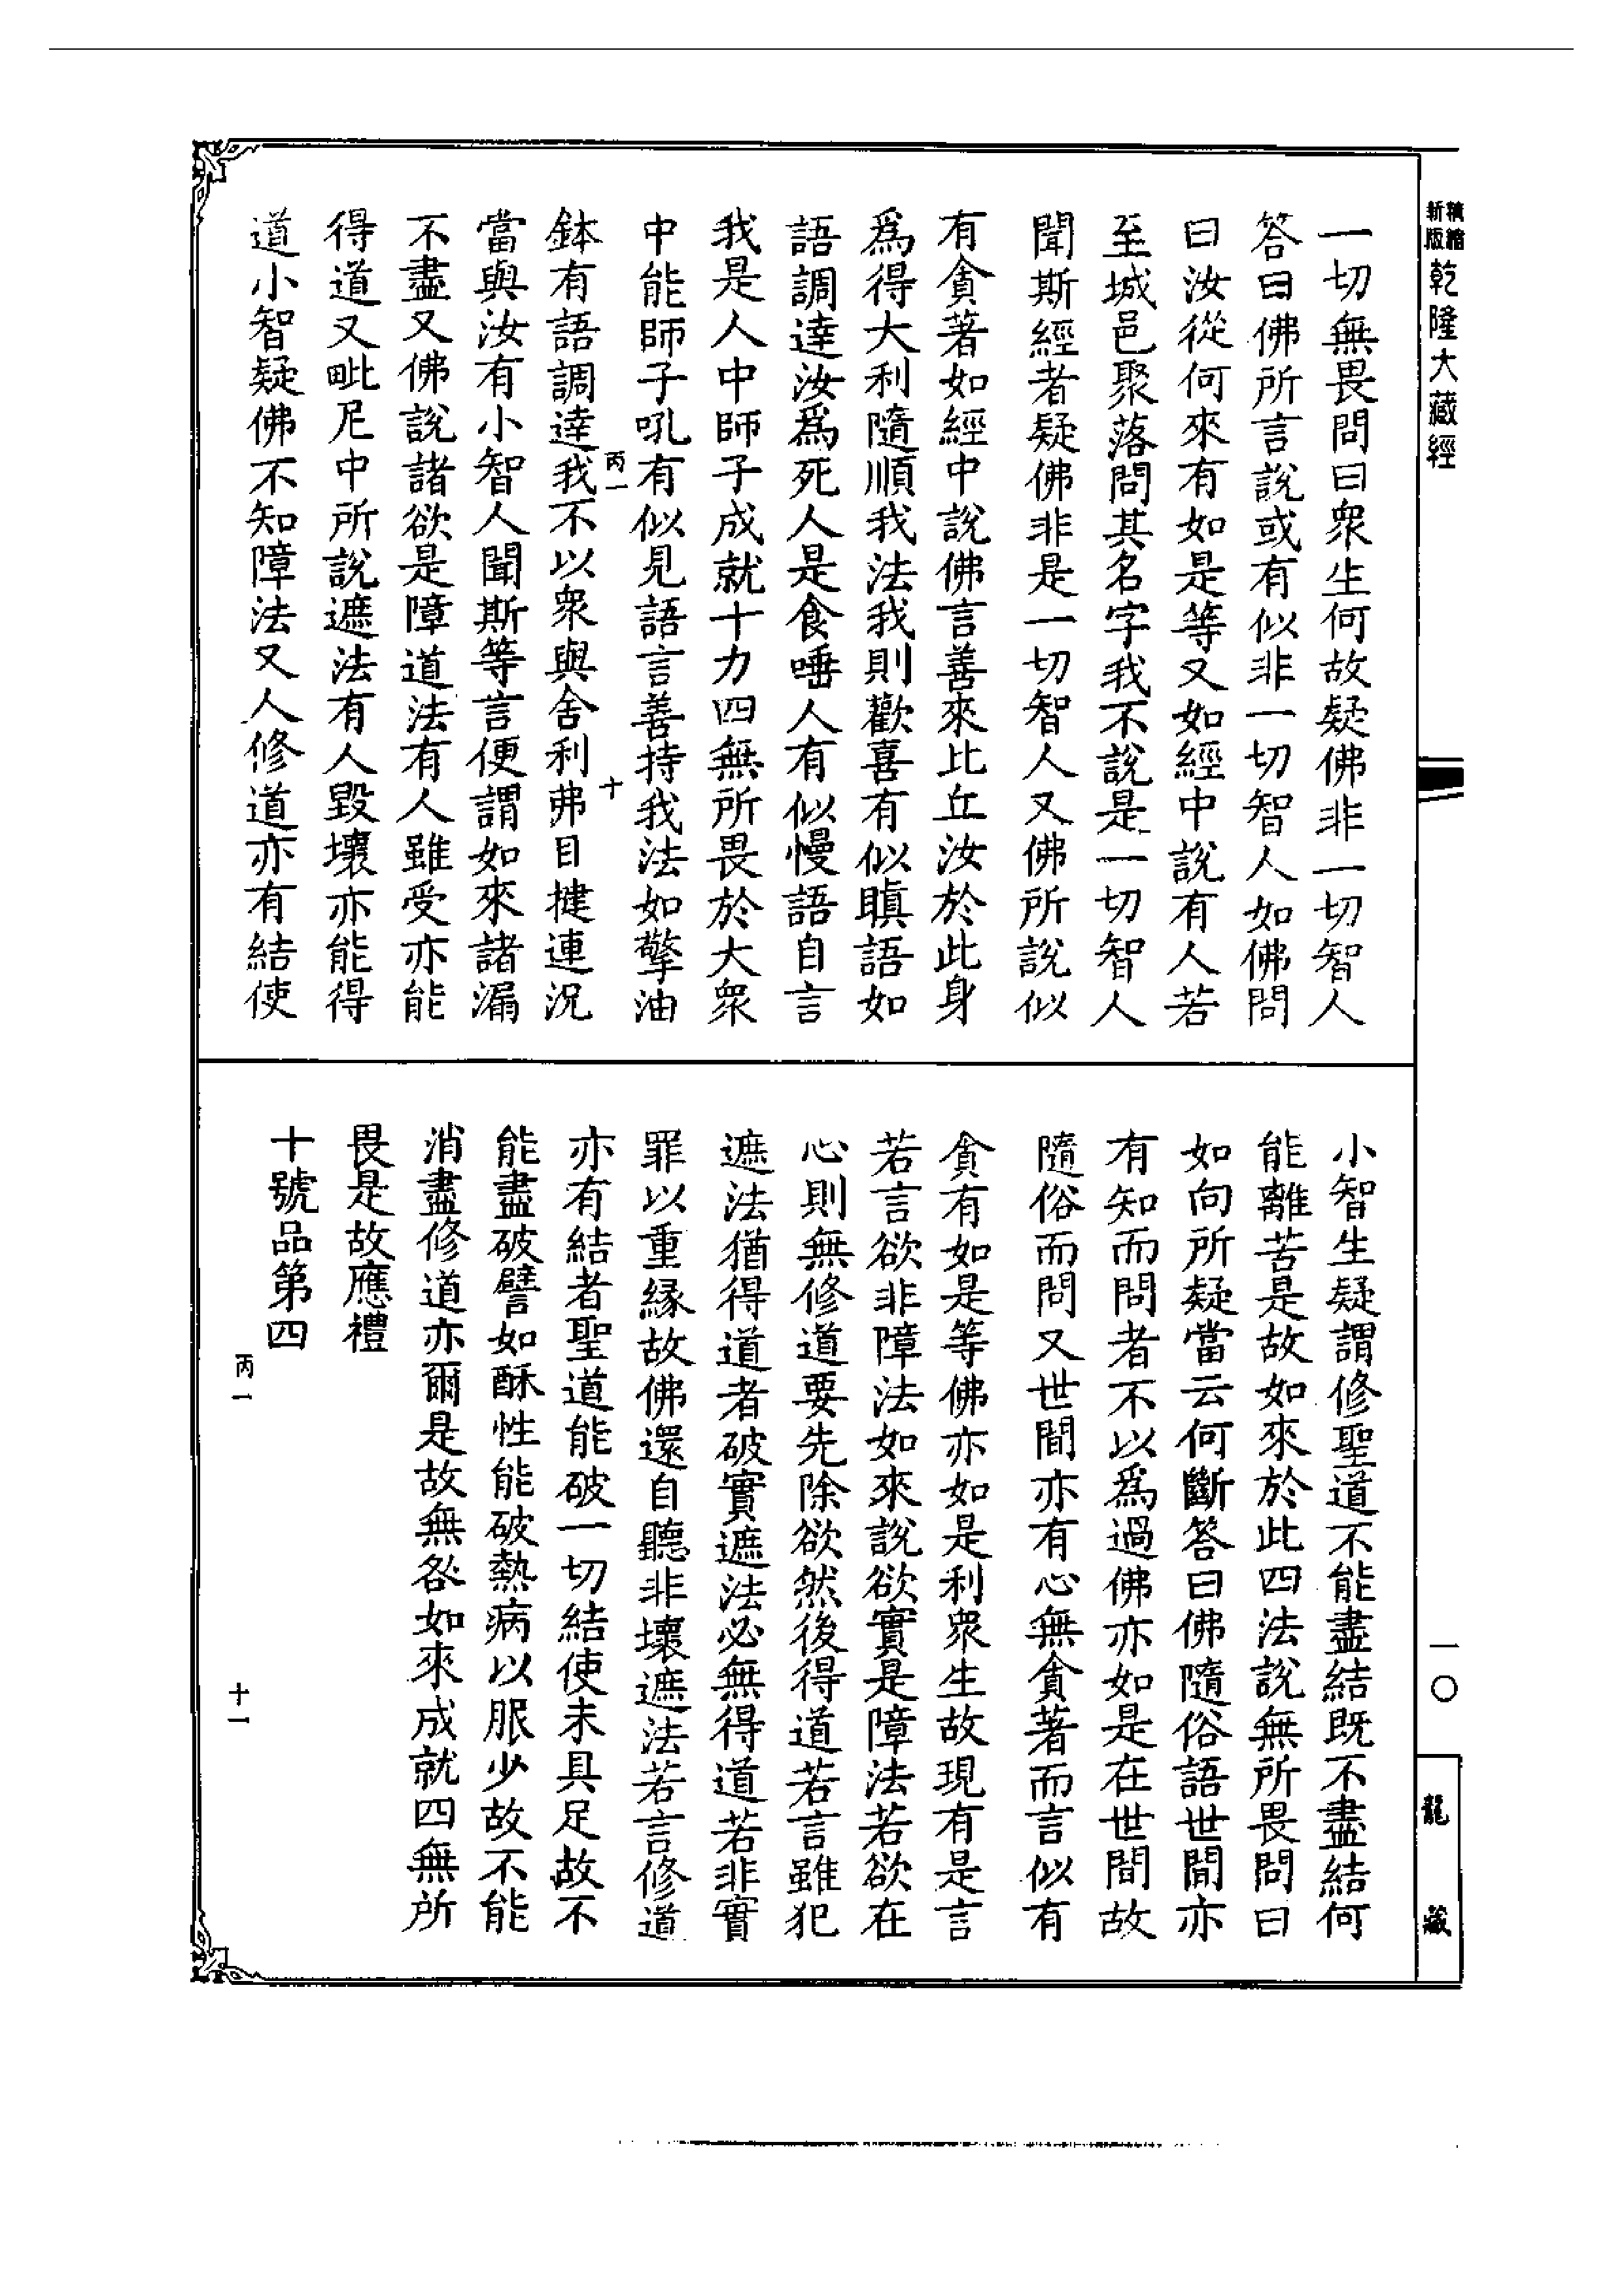 新版精縮乾隆大藏經
一切無畏問曰衆生何故疑佛非一切智人
答曰佛所言說或有似非一切智人如佛問
曰汝從何來有如是等又如經中說有人若
至城邑聚落問其名字我不說是一切智人
聞斯經者疑佛非是一切智人又佛所說似
有貪著如經中說佛言善來比丘汝於此身
爲得大利隨順我法我則歡喜有似瞋語如
語調達汝爲死人是食唾人有似慢語自言
我是人中師子成就十力四無所畏於大衆
中能師子吼有似見語言善持我法如擎油
丙一 十
鉢有語調達我不以衆與舍利弗目揵連況
當與汝有小智人聞斯等言便謂如來諸漏
不盡又佛說諸欲是障道法有人雖受亦能
得道又毗尼中所說遮法有人毀壞亦能得
道小智疑佛不知障法又人修道亦有結使
小智生疑謂修聖道不能盡結既不盡結何
能離苦是故如來於此四法說無所畏問曰
如向所疑當云何斷答曰佛隨俗語世間亦
有知而問者不以爲過佛亦如是在世間故
隨俗而問又世間亦有心無貪著而言似有
貪有如是等佛亦如是利衆生故現有是言
若言欲非障法如來說欲實是障法若欲在
心則無修道要先除欲然後得道若言雖犯
遮法猶得道者破實遮法必無得道若非實
罪以重緣故佛還自聽非壞遮法若言修道
亦有結者聖道能破一切結使未具足故不
能盡破譬如酥性能破熱病以服少故不能
消盡修道亦爾是故無咎如來成就四無所
畏是故應禮
十號品第四
丙一 十一
一〇
龍藏